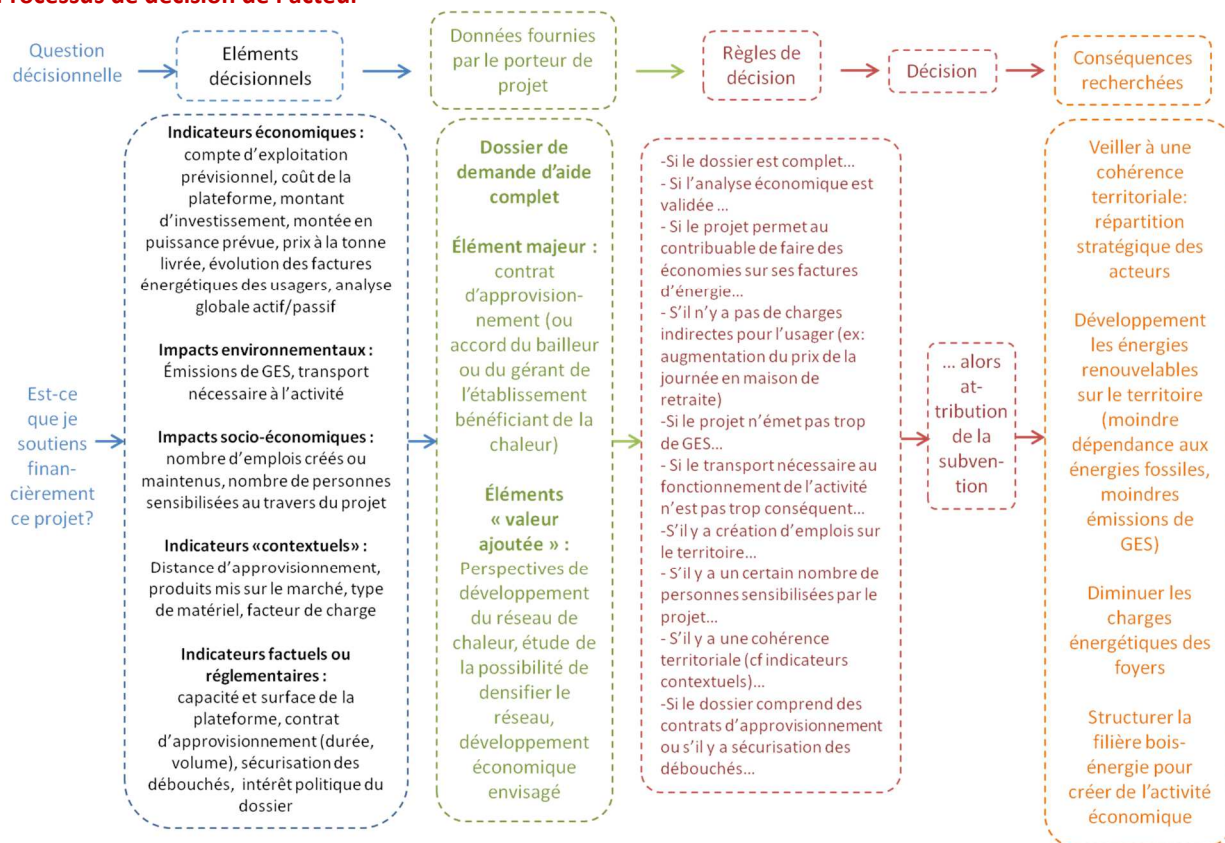 Processus de décision de l'acteur
Question
décisionnelle
Eléments
décisionnels
Données fournies
par le porteur de
projet
Règles de
décision
Décision
Conséquences
recherchées
Est-ce
que je
soutiens
finan-
cièrement
ce projet?
Indicateurs économiques :
compte d'exploitation
prévisionnel, coût de la
plateforme, montant
d'investissement, montée en
puissance prévue, prix à la tonne
livrée, évolution des factures
énergétiques des usagers, analyse
globale actif/passif
Impacts environnementaux :
Émissions de GES, transport
nécessaire à l'activité
Impacts socio-économiques :
nombre d'emplois créés ou
maintenus, nombre de personnes
sensibilisées au travers du projet
Indicateurs «contextuels» :
Distance d'approvisionnement,
produits mis sur le marché, type
de matériel, facteur de charge
Indicateurs factuels ou
réglementaires :
capacité et surface de la
plateforme, contrat
d'approvisionnement (durée,
volume), sécurisation des
débouchés, intérêt politique du
dossier
Dossier de
demande d'aide
complet
Élément majeur :
contrat
d'approvision-
nement (ou
accord du bailleur
ou du gérant de
l'établissement
bénéficiant de la
chaleur)
Éléments
« valeur
ajoutée » :
Perspectives de
développement
du réseau de
chaleur, étude de
la possibilité de
densifier le
réseau,
développement
économique
envisagé
-Si le dossier est complet...
- Si l'analyse économique est
validée ...
- Si le projet permet au
contribuable de faire des
économies sur ses factures
d'énergie...
- S'il n'y a pas de charges
indirectes pour l'usager (ex:
augmentation du prix de la
journée en maison de
retraite)
-Si le projet n'émet pas trop
de GES...
- Si le transport nécessaire au
fonctionnement de l'activité
n'est pas trop conséquent...
-S'il y a création d'emplois sur
le territoire...
- S'il y a un certain nombre de
personnes sensibilisées par le
projet...
- S'il y a une cohérence
territoriale (cf indicateurs
contextuels)...
-Si le dossier comprend des
contrats d'approvisionnement
ou s'il y a sécurisation des
débouchés...
... alors
at-
tribution
de la
subven-
tion
Veiller à une
cohérence
territoriale:
répartition
stratégique des
acteurs
Développement
les énergies
renouvelables
sur le territoire
(moindre
dépendance aux
énergies fossiles,
moindres
émissions de
GES)
Diminuer les
charges
énergétiques des
foyers
Structurer la
filière bois-
énergie pour
créer de l'activité
économique